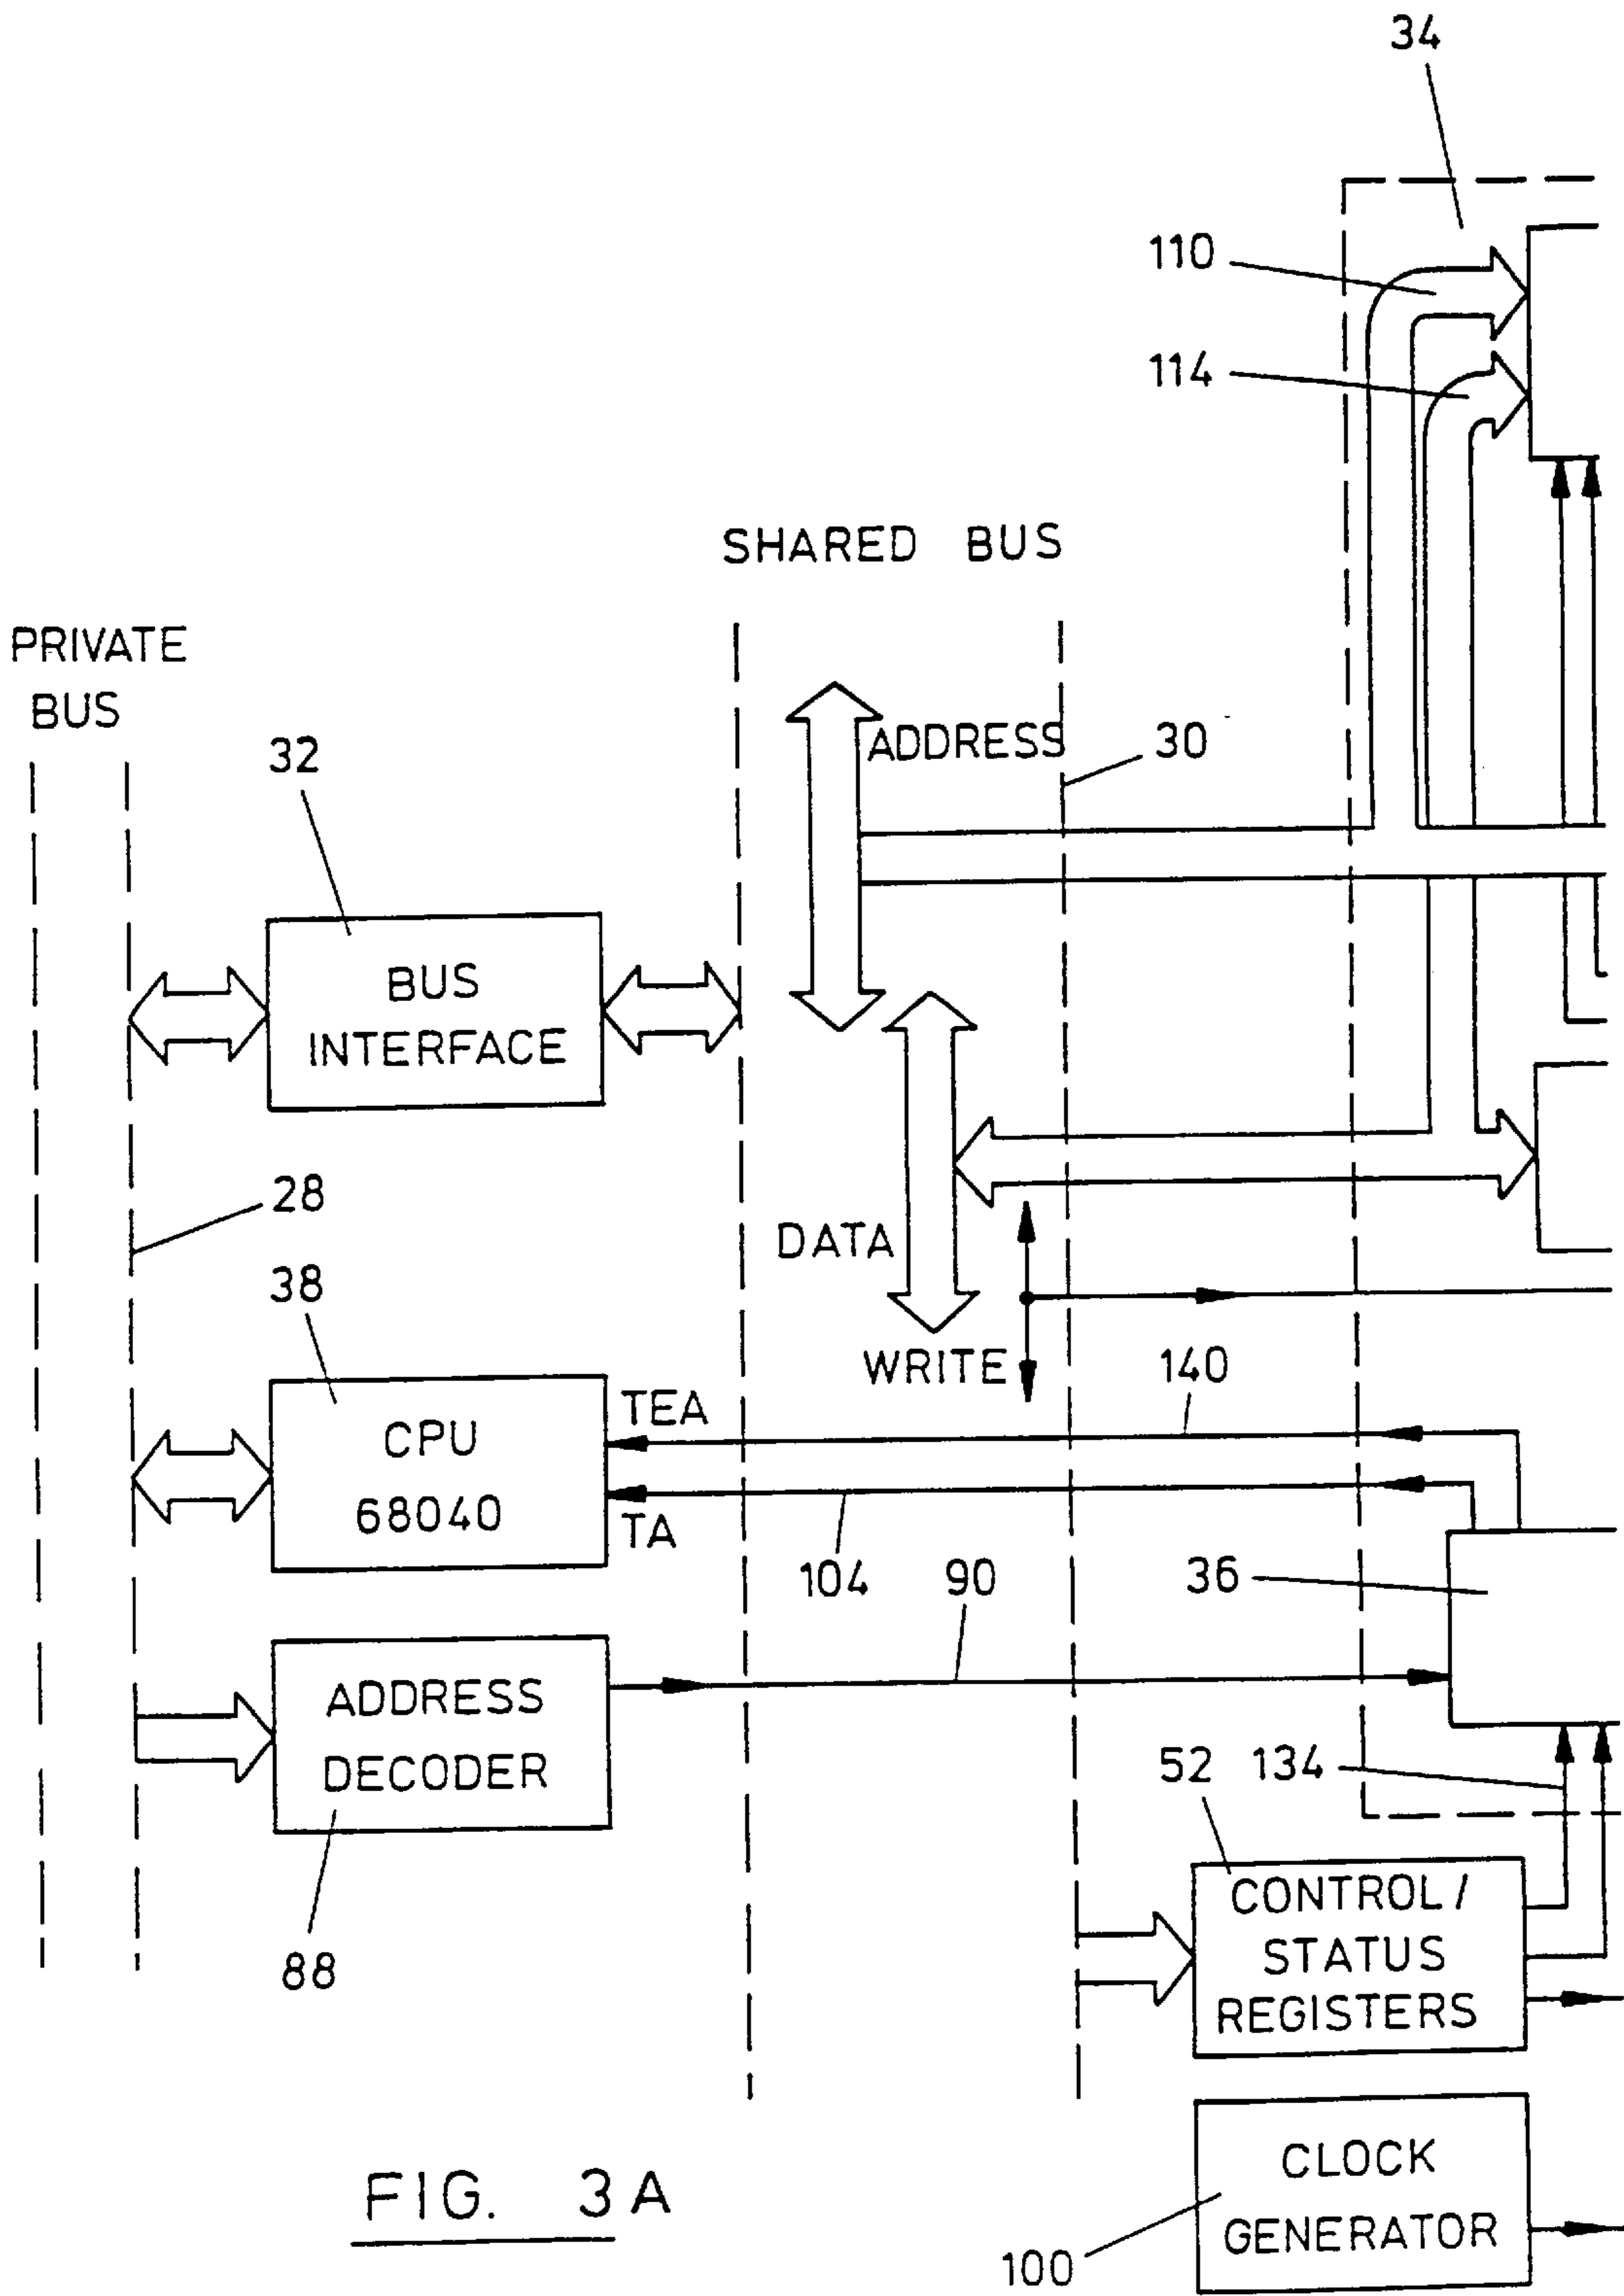 34
110
114
SHARED BUS
PRIVATE
BUS
32
ADDRESS
30
BUS
INTERFACE
28
DATA
38
WRITE
140
TEA
CPU
68040
TA
104
90
36
ADDRESS
DECODER
52
134
CONTROL/
STATUS
REGISTERS
88
CLOCK
GENERATOR
100
FIG. 3A